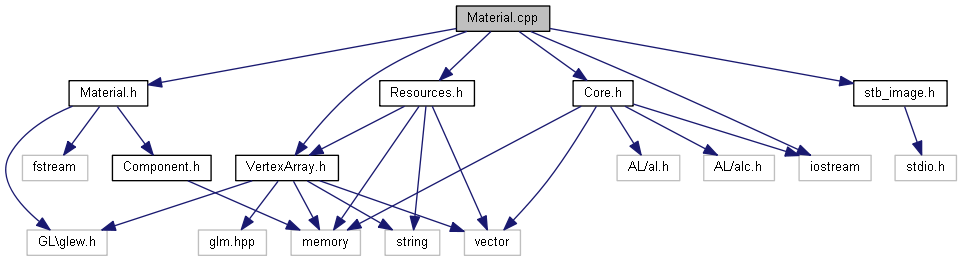 Material.cpp
Material.h
Resources.h
Core.h
stb_image.h
fstream
Component.h
VertexArray.h
AL/al.h
AL/alc.h
iostream
stdio.h
GL\glew.h
glm.hpp
memory
string
vector